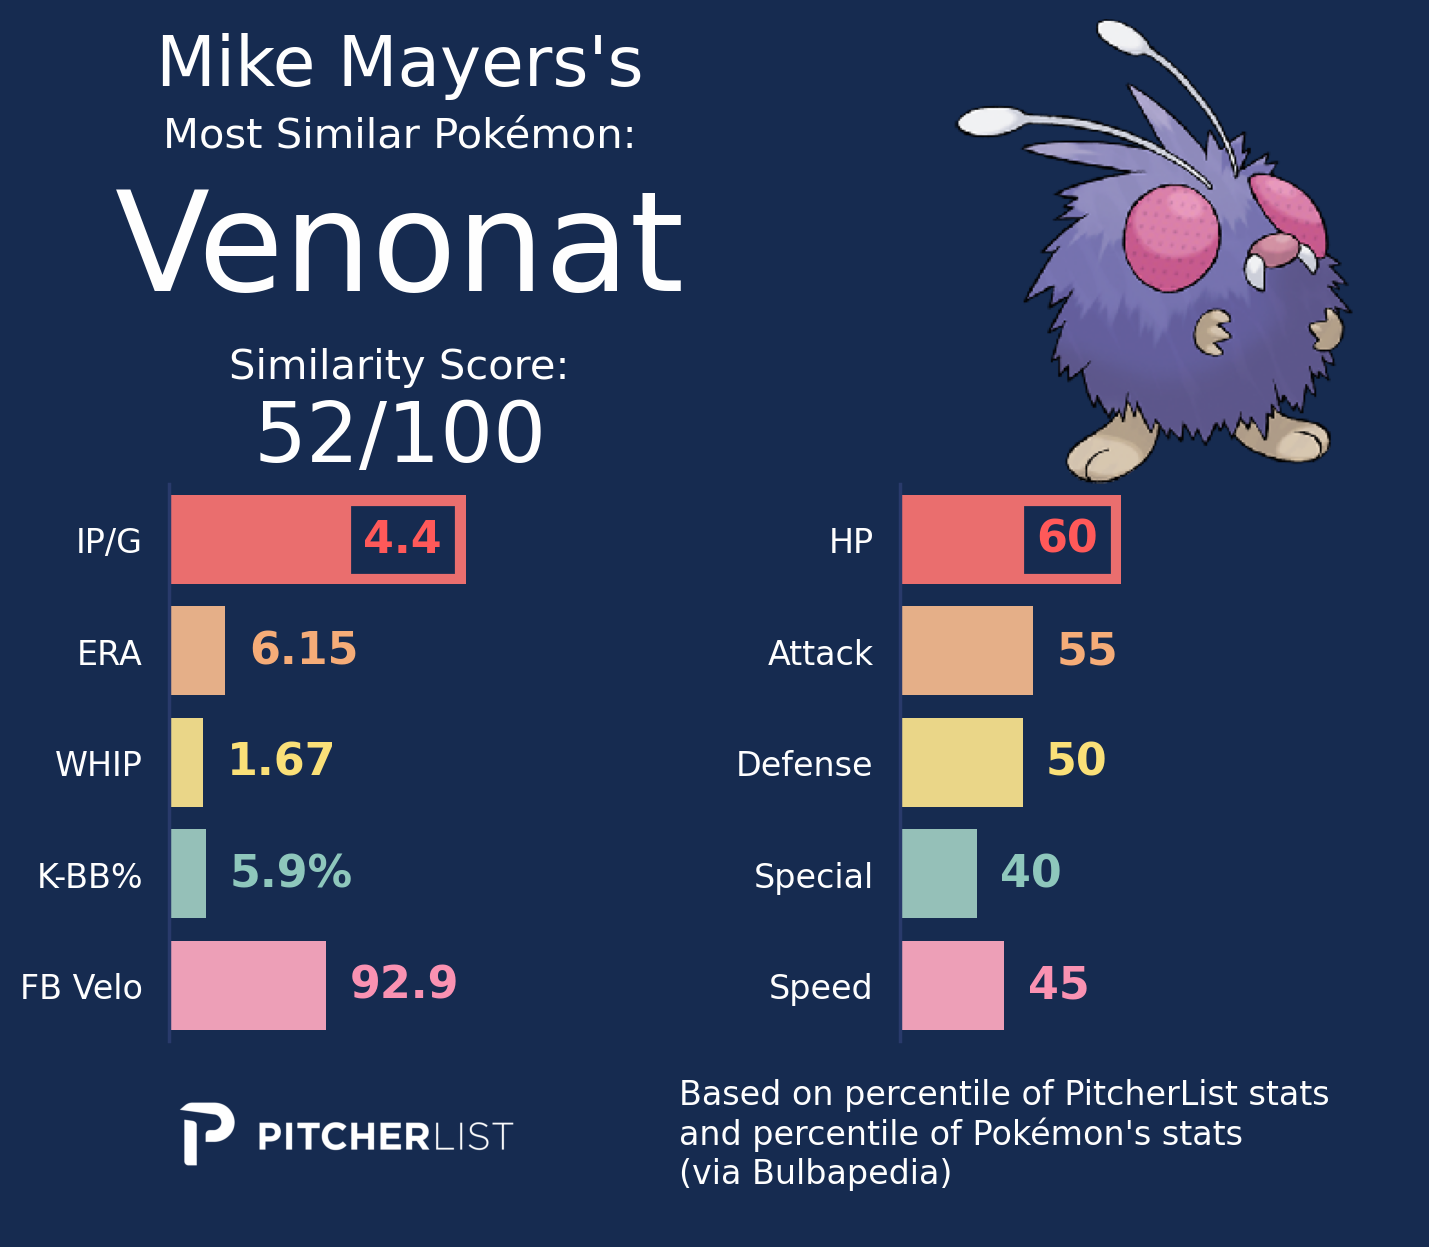 Mike Mayers's
Most Similar Pokémon:
Venonat
Similarity Score:
52/100
IP/G 4.4
ERA 6.15
WHIP 1.67
K-BB% 5.9%
FB Velo 92.9
HP 60
Attack 55
Defense 50
Special 40
Speed 45
PITCHERLIST
Based on percentile of PitcherList stats
and percentile of Pokémon's stats
(via Bulbapedia)